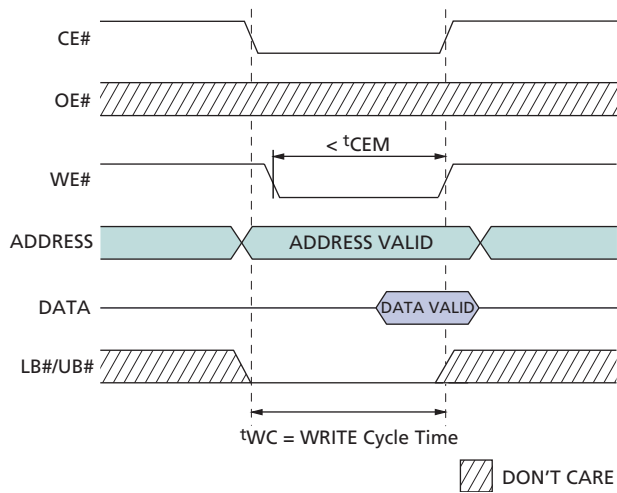 CE#
OE#
< tCEM
WE#
ADDRESS
ADDRESS VALID
DATA
DATA VALID
LB#/UB#
tWC = WRITE Cycle Time
DON'T CARE